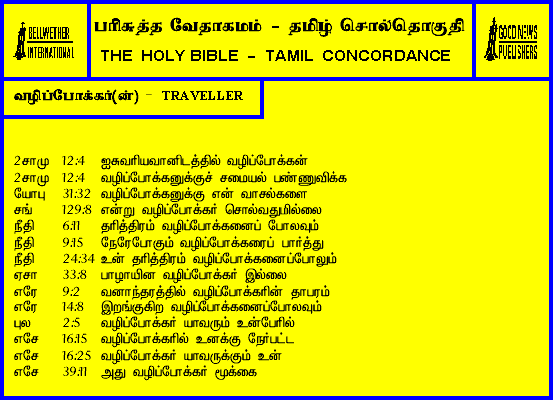 BELLWETHER
INTERNATIONAL
பரிசுத்த வேதாகமம் - தமிழ் சொல்தொகுதி
THE HOLY BIBLE - TAMIL CONCORDANCE
GOOD NEWS
PUBLISHERS
வழிப்போக்கர்(ன்) - TRAVELLER
2சாமு 12:4 ஐசுவரியவானிடத்தில் வழிப்போக்கன்
2சாமு 12:4 வழிப்போக்கனுக்குச் சமையல் பண்ணுவிக்க
யோபு 31:32 வழிப்போக்கனுக்கு என் வாசல்களை
சங் 129:8 என்று வழிப்போக்கர் சொல்வதுமில்லை
நீதி 6:11 தரித்திரம் வழிப்போக்கனைப் போலவும்
நீதி 9:15 நேரேபோகும் வழிப்போக்கரைப் பார்த்து
நீதி 24:34 உன் தரித்திரம் வழிப்போக்கனைப்போலும்
ஏசா 33:8 பாழாயின வழிப்போக்கர் இல்லை
எரே 9:2 வனாந்தரத்தில் வழிப்போக்கரின் தாபரம்
எரே 14:8 இறங்குகிற வழிப்போக்கனைப்போலவும்
புல 2:5 வழிப்போக்கர் யாவரும் உன்பேரில்
எசே 16:15 வழிப்போக்கரில் உனக்கு நேர்பட்ட
எசே 16:25 வழிப்போக்கர் யாவருக்கும் உன்
எசே 39:11 அது வழிப்போக்கர் மூக்கை